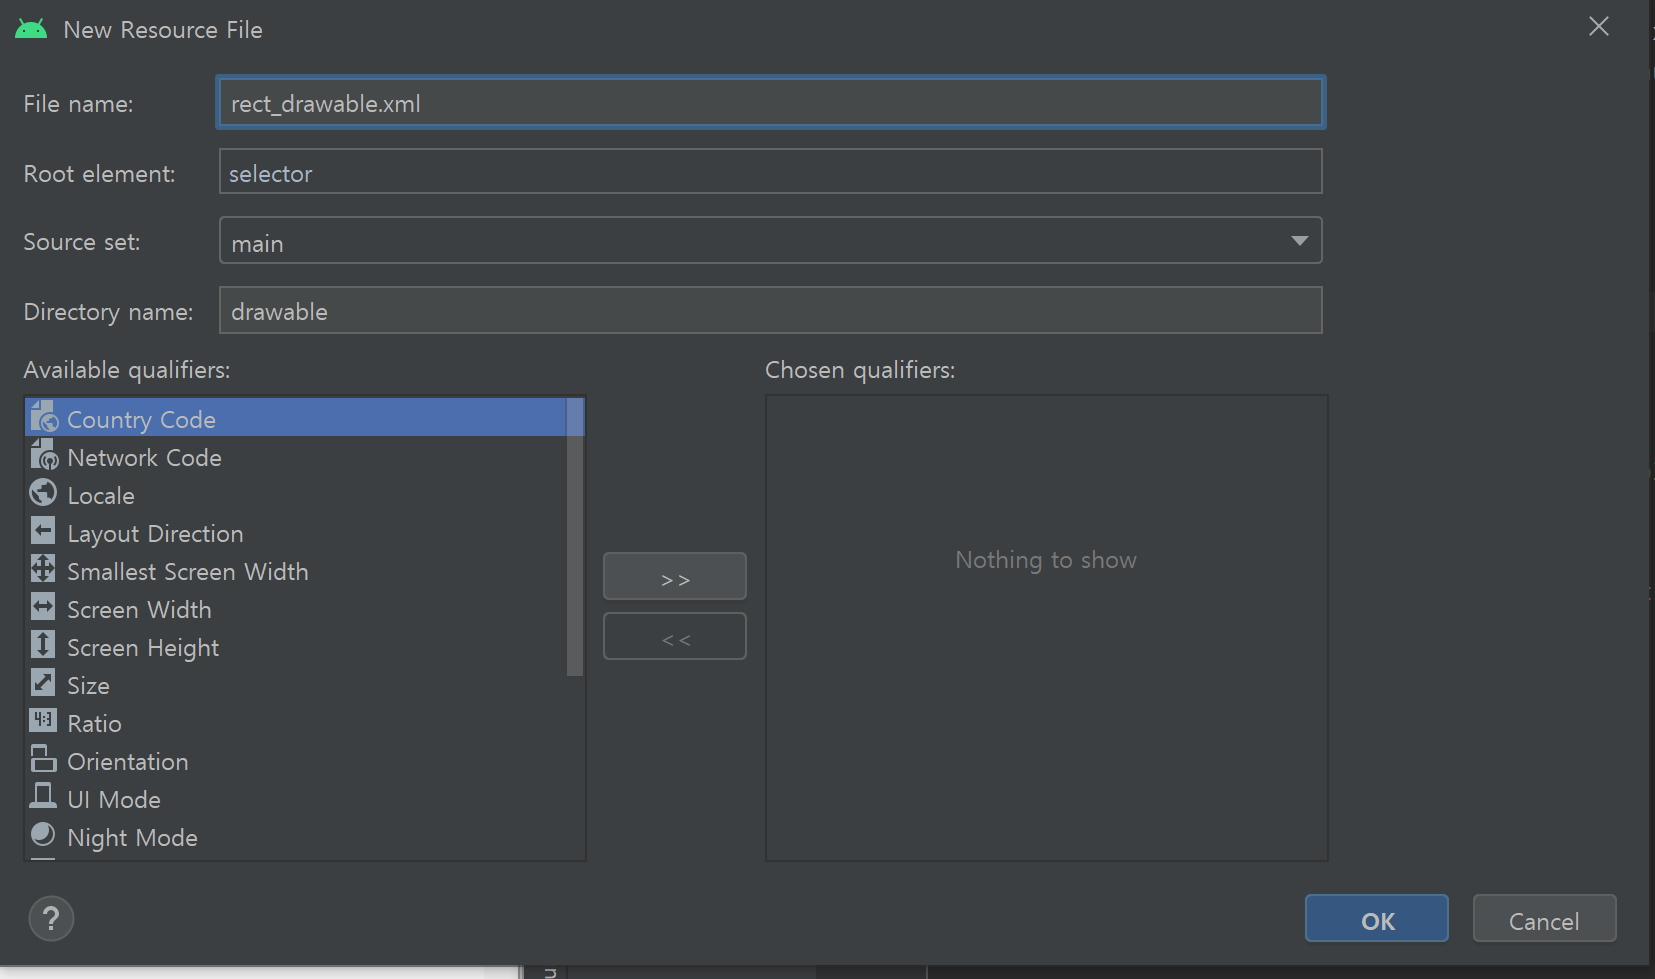 New Resource File
File name: rect_drawable.xml
Root element: selector
Source set: main
Directory name: drawable
Available qualifiers:
Chosen qualifiers:
Country Code
Network Code
Locale
Layout Direction
Smallest Screen Width
Screen Width
Screen Height
Size
4:3 Ratio
Orientation
UI Mode
Night Mode
>>
<<
Nothing to show
?
OK
Cancel